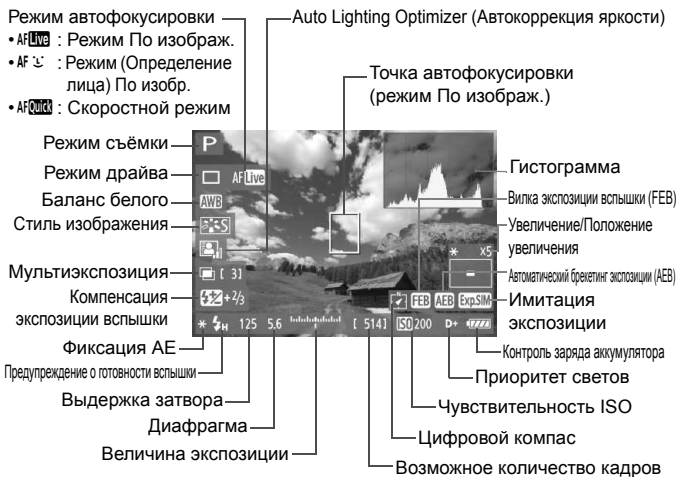 Режим автофокусировки
• AF Live : Режим По изображ.
• AF : Режим (Определение
лица) По изобр.
• AF Quick : Скоростной режим
Auto Lighting Optimizer (Автокоррекция яркости)
Точка автофокусировки
(режим По изображ.)
Режим съёмки
Режим драйва
Баланс белого
Стиль изображения
Мультиэкспозиция
Компенсация
экспозиции вспышки
Фиксация AE
Предупреждение о готовности вспышки
Выдержка затвора
Диафрагма
Величина экспозиции
P
AF Live
AWB
S
[ 3]
+2/3
* H 125 5.6 [ 514] ISO 200 D+
* x5
FEB AEB Exp.SIM
Гистограмма
Вилка экспозиции вспышки (FEB)
Увеличение/Положение
увеличения
Автоматический брекетинг экспозиции (AEB)
Имитация
экспозиции
Контроль заряда аккумулятора
Приоритет светов
Чувствительность ISO
Цифровой компас
Возможное количество кадров